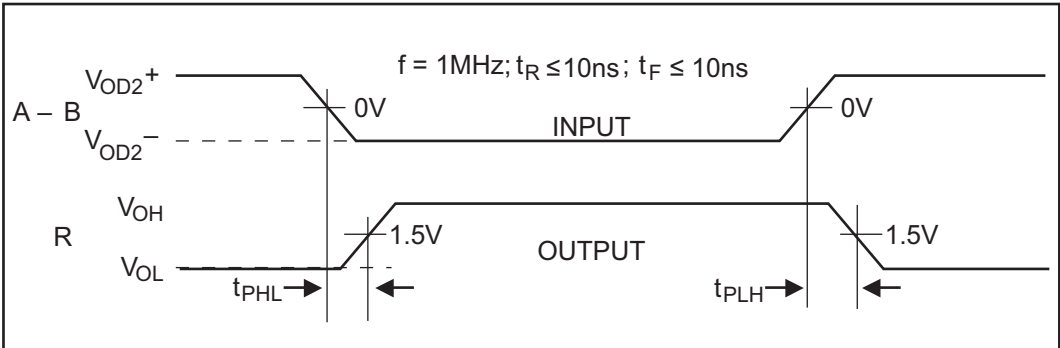 f = 1MHz; tR ≤10ns; tF ≤ 10ns
VOD2+
A – B
0V
0V
INPUT
VOD2–
VOH
R
1.5V
1.5V
OUTPUT
VOL
tPHL
tPLH